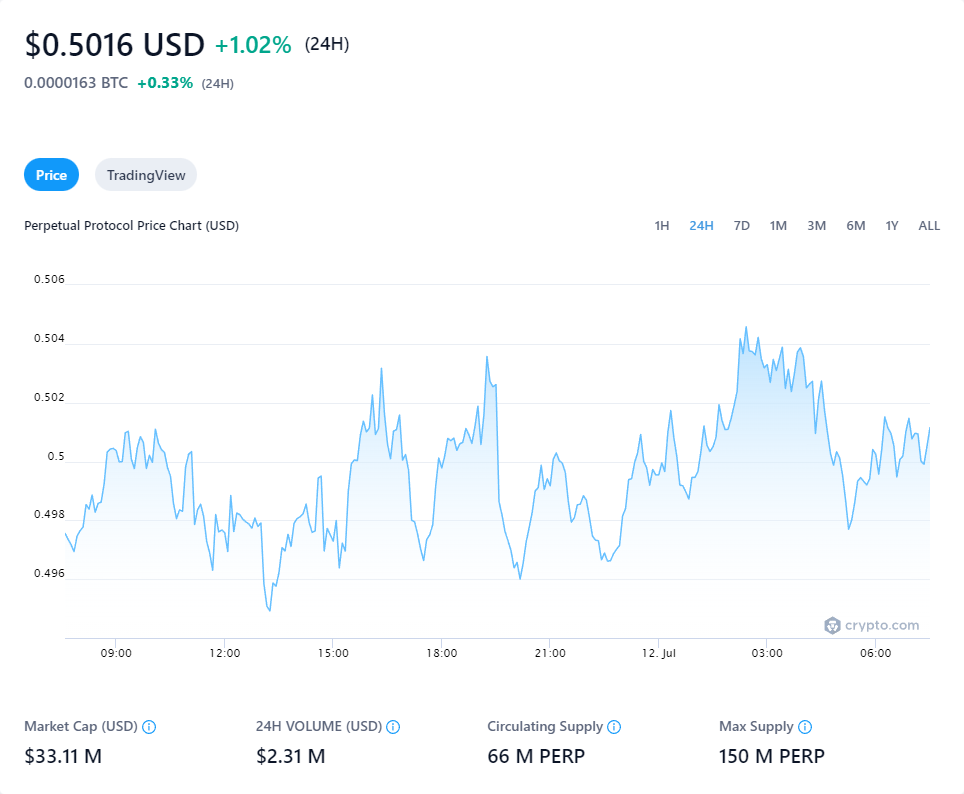 $0.5016 USD +1.02% (24H)
0.0000163 BTC +0.33% (24H)
Price TradingView
Perpetual Protocol Price Chart (USD) 1H 24H 7D 1M 3M 6M 1Y ALL
0.506
0.504
0.502
0.5
0.498
0.496
crypto.com
09:00 12:00 15:00 18:00 21:00 12. Jul 03:00 06:00
Market Cap (USD) 24H VOLUME (USD) Circulating Supply Max Supply
$33.11 M $2.31 M 66 M PERP 150 M PERP